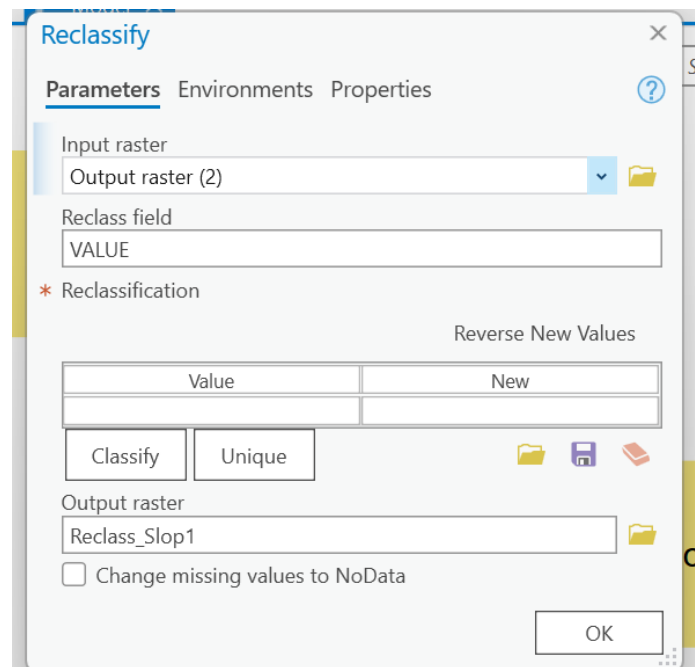 Reclassify
Parameters Environments Properties
Input raster
Output raster (2)
Reclass field
VALUE
* Reclassification
Reverse New Values
Value New
Classify Unique
Output raster
Reclass_Slop1
Change missing values to NoData
OK